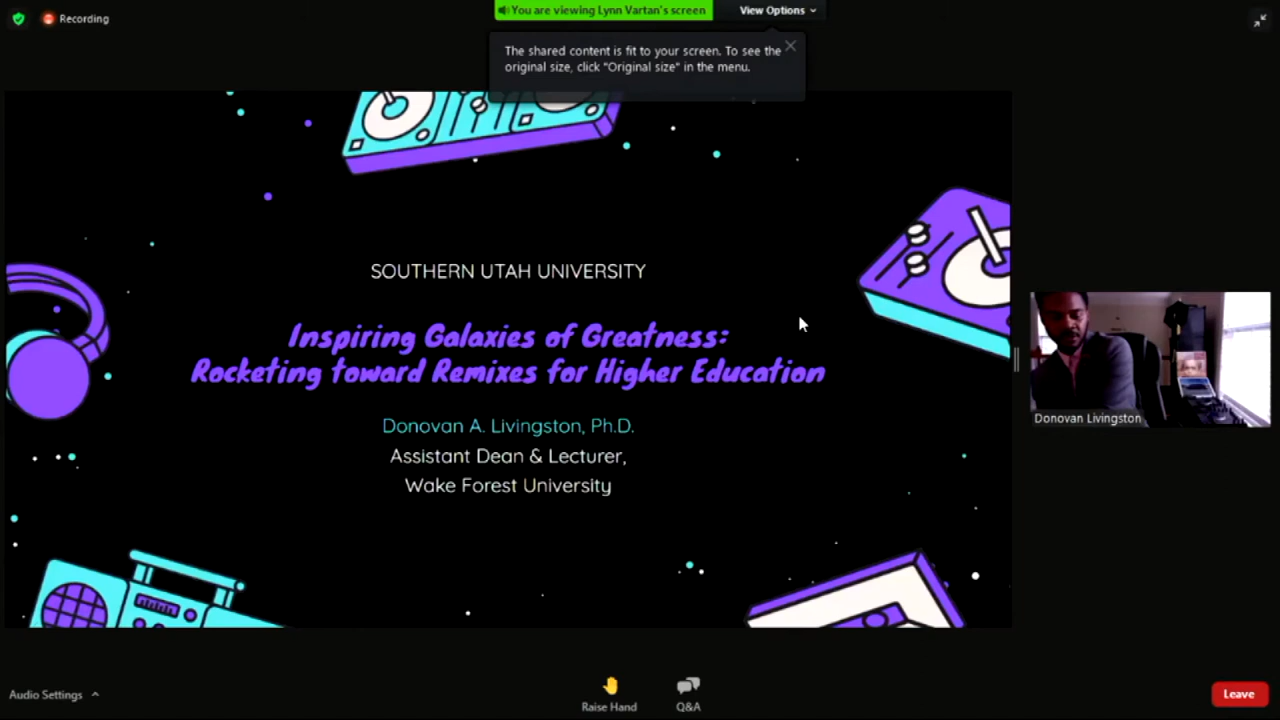 Recording
You are viewing Lynn Vartan's screen
View Options
The shared content is fit to your screen. To see the
original size, click "Original size" in the menu.
SOUTHERN UTAH UNIVERSITY
Inspiring Galaxies of Greatness:
Rocketing toward Remixes for Higher Education
Donovan A. Livingston, Ph.D.
Assistant Dean & Lecturer,
Wake Forest University
Donovan Livingston
Audio Settings
Raise Hand
Q&A
Leave